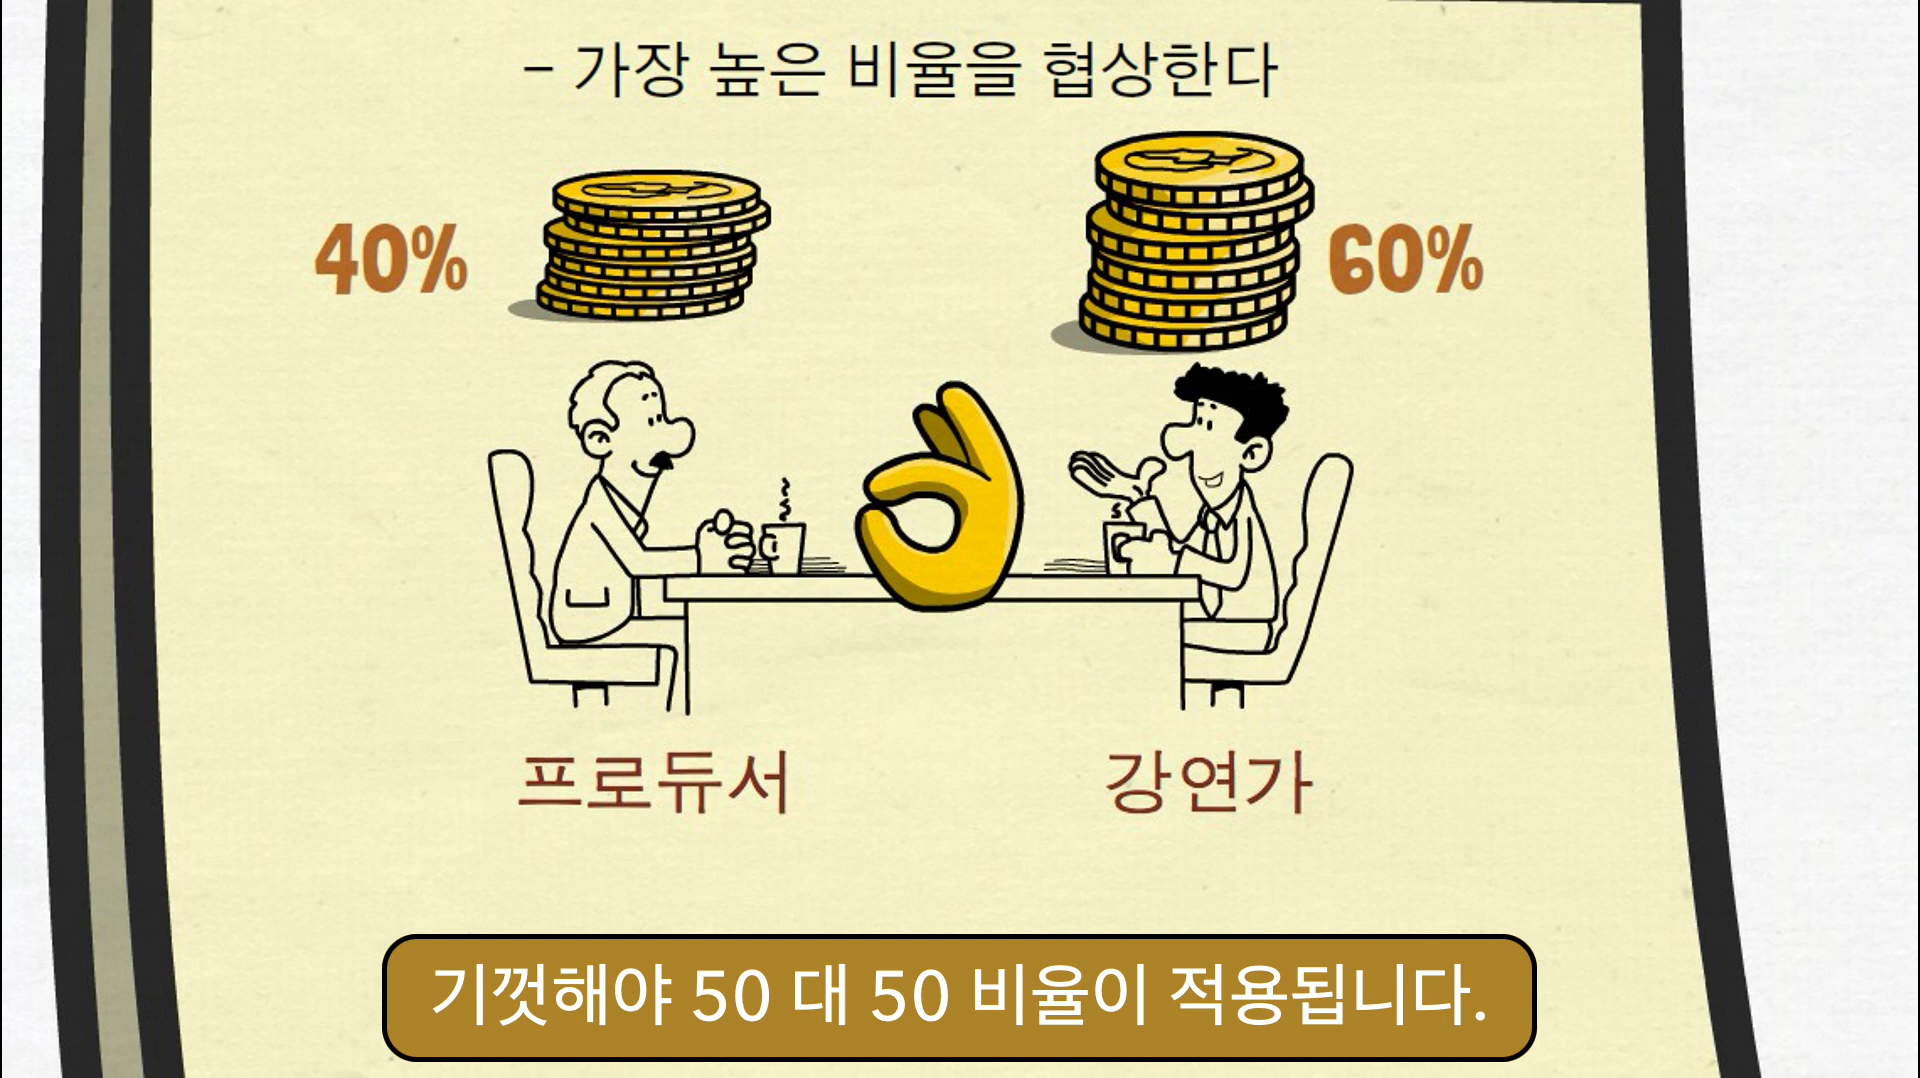 - 가장 높은 비율을 협상한다
40%
60%
프로듀서
강연가
기껏해야 50 대 50 비율이 적용됩니다.